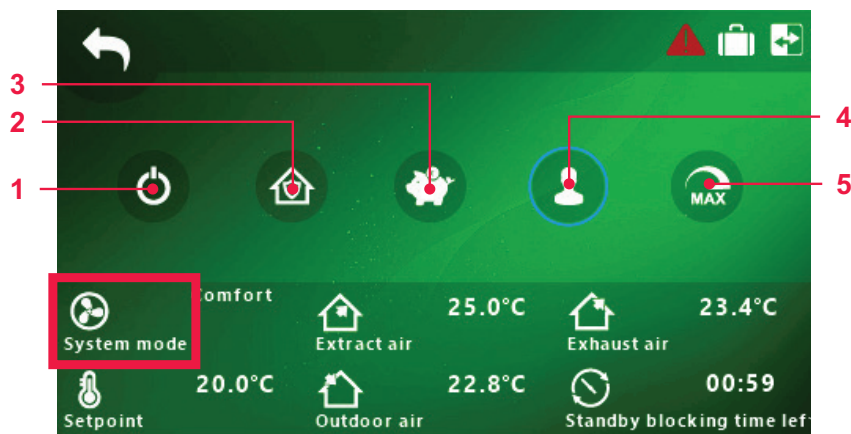 3
2
4
1
5
MAX
Comfort
25.0°C
23.4°C
System mode
Extract air
Exhaust air
20.0°C
22.8°C
00:59
Setpoint
Outdoor air
Standby blocking time lef